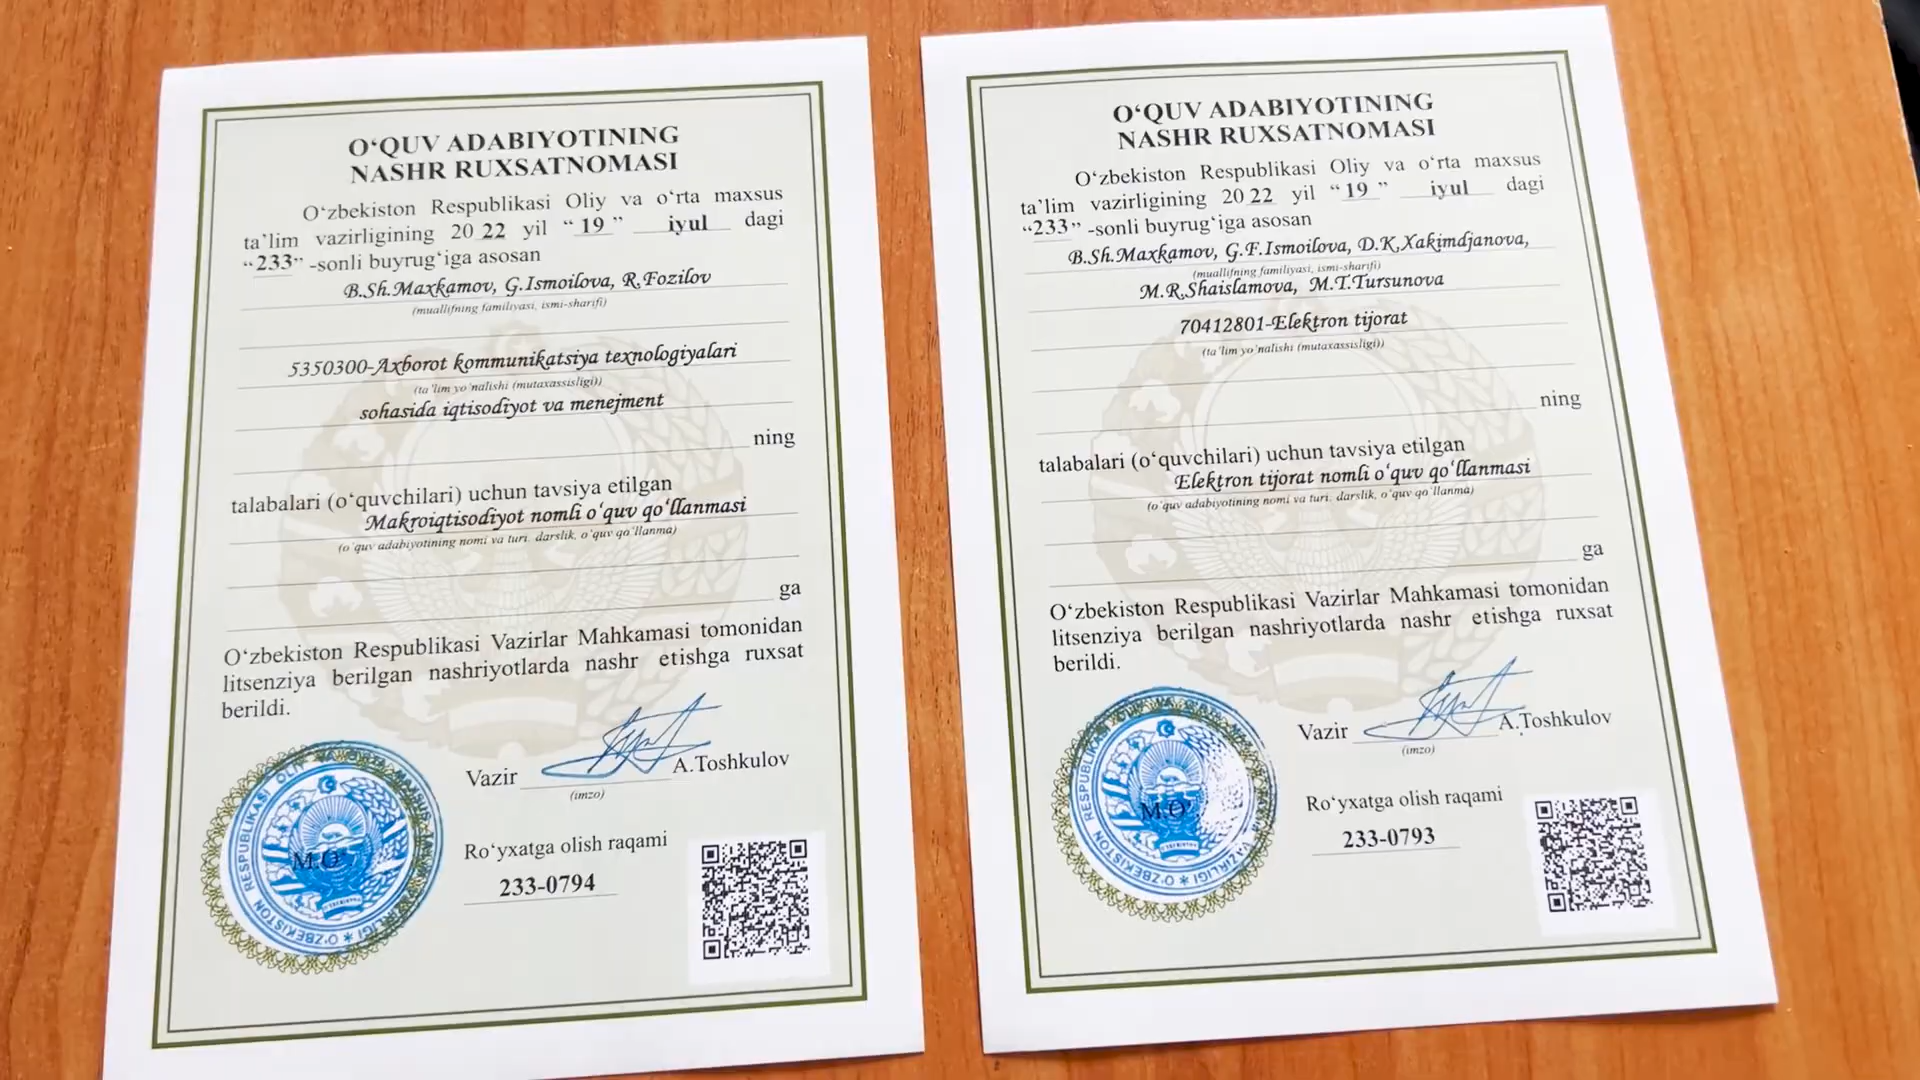 O‘QUV ADABIYOTINING
NASHR RUXSATNOMASI
O‘zbekiston Respublikasi Oliy va o‘rta maxsus
ta`lim vazirligining 20 22 yil “ 19 ” iyul dagi
“233” -sonli buyrug‘iga asosan
B.Sh.Maxkamov, G.Ismoilova, R.Fozilov
(muallifning familiyasi, ismi-sharifi)
5350300-Axborot kommunikatsiya texnologiyalari
(ta`lim yo`nalishi (mutaxassisligi))
sohasida iqtisodiyot va menejment
ning
talabalari (o‘quvchilari) uchun tavsiya etilgan
Makroiqtisodiyot nomli o‘quv qo‘llanmasi
(o`quv adabiyotining nomi va turi. darslik, o`quv qo`llanma)
ga
O‘zbekiston Respublikasi Vazirlar Mahkamasi tomonidan
litsenziya berilgan nashriyotlarda nashr etishga ruxsat
berildi.
Vazir A.Toshkulov
(imzo)
M.O‘.
Ro‘yxatga olish raqami
233-0794
O‘QUV ADABIYOTINING
NASHR RUXSATNOMASI
O‘zbekiston Respublikasi Oliy va o‘rta maxsus
ta`lim vazirligining 20 22 yil “ 19 ” iyul dagi
“233” -sonli buyrug‘iga asosan
B.Sh.Maxkamov, G.F.Ismoilova, D.K.Xakimdjanova,
(muallifning familiyasi, ismi-sharifi)
M.R.Shaislamova, M.T.Tursunova
70412801-Elektron tijorat
(ta`lim yo`nalishi (mutaxassisligi))
ning
talabalari (o‘quvchilari) uchun tavsiya etilgan
Elektron tijorat nomli o‘quv qo‘llanmasi
(o`quv adabiyotining nomi va turi. darslik, o`quv qo`llanma)
ga
O‘zbekiston Respublikasi Vazirlar Mahkamasi tomonidan
litsenziya berilgan nashriyotlarda nashr etishga ruxsat
berildi.
Vazir A.Toshkulov
(imzo)
M.O‘.
Ro‘yxatga olish raqami
233-0793